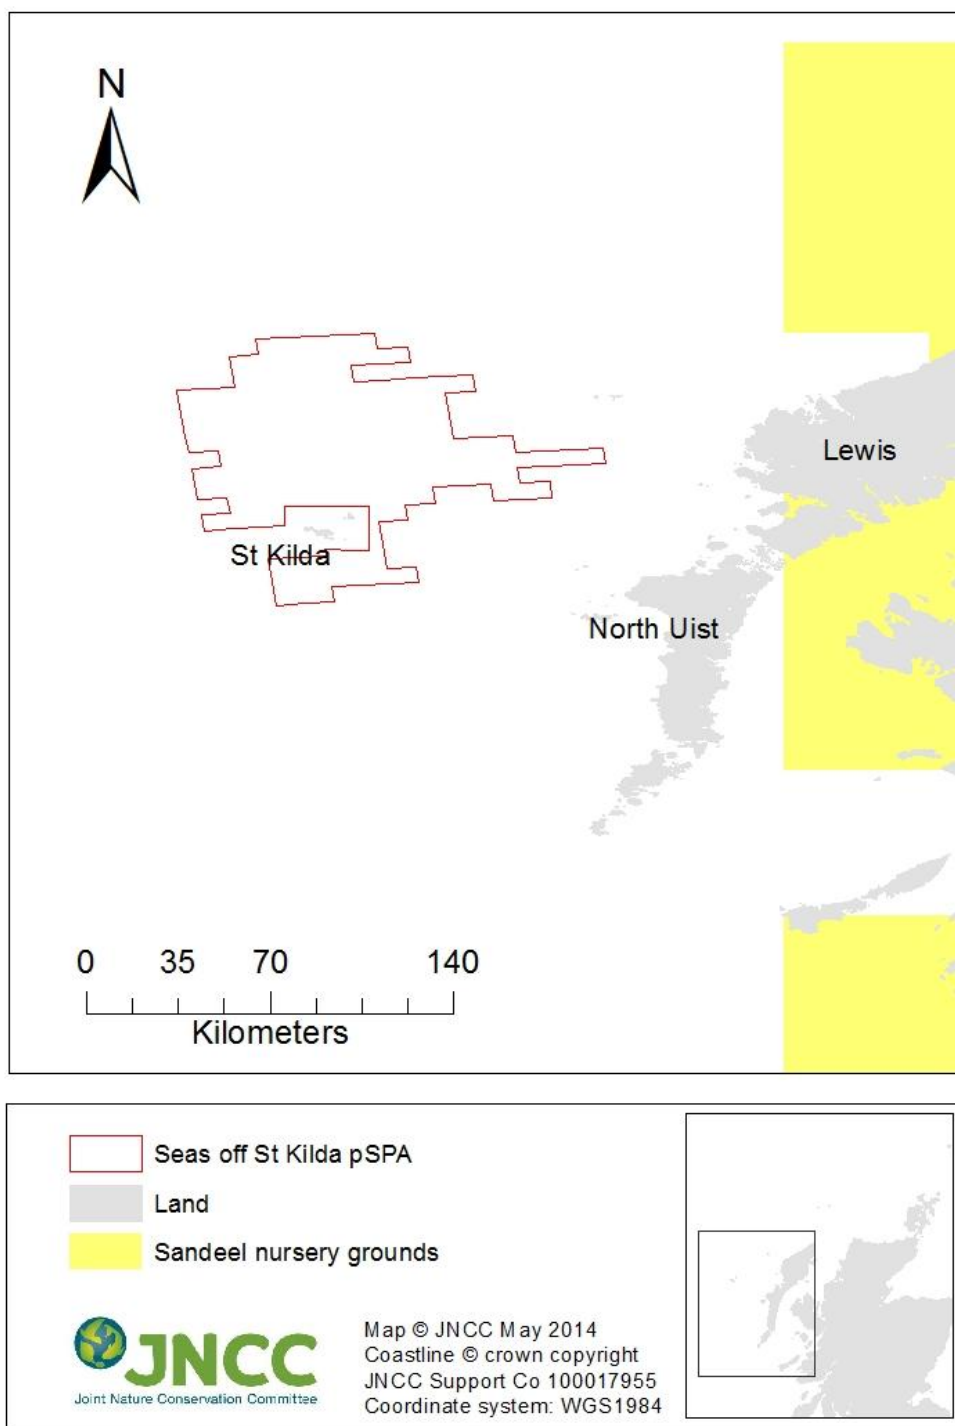 N
Lewis
St Kilda
North Uist
0 35 70 140
Kilometers
Seas off St Kilda pSPA
Land
Sandeel nursery grounds
JNCC
Joint Nature Conservation Committee
Map © JNCC May 2014
Coastline © crown copyright
JNCC Support Co 100017955
Coordinate system: WGS1984